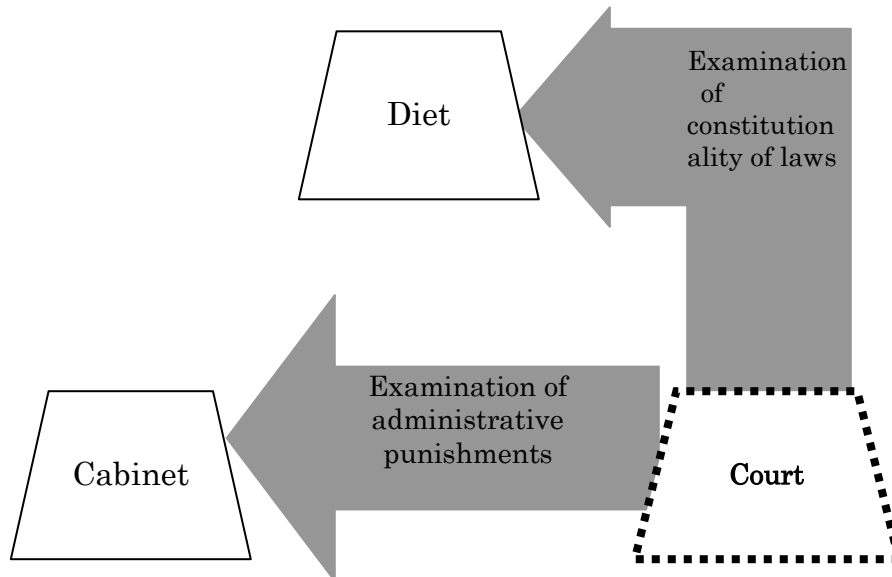 Diet
Examination
of
constitution
ality of laws
Examination of
administrative
punishments
Cabinet
Court